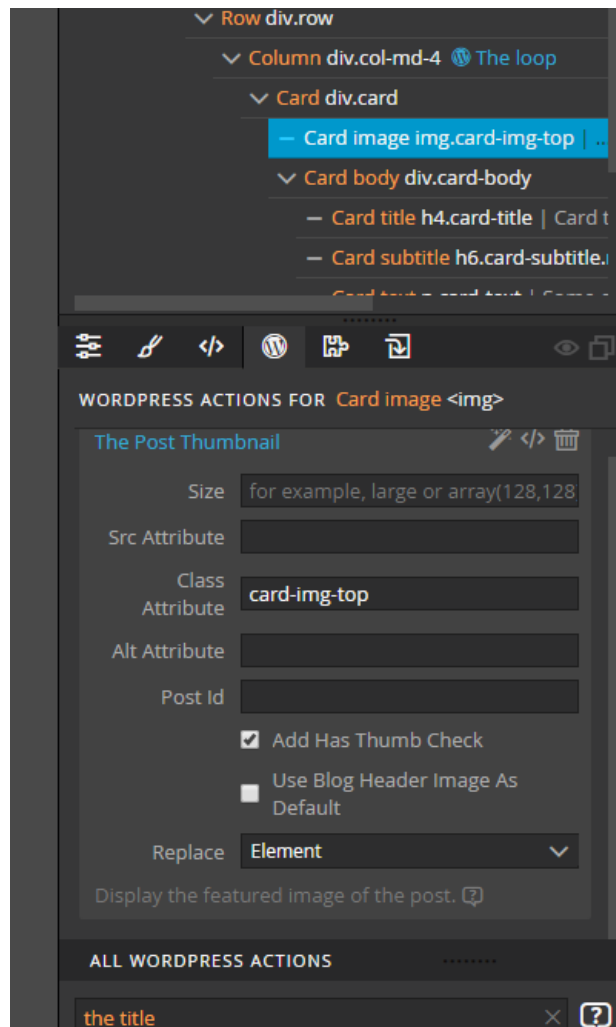 Row div.row
Column div.col-md-4 The loop
Card div.card
Card image img.card-img-top | ...
Card body div.card-body
Card title h4.card-title | Card t
Card subtitle h6.card-subtitle.
WORDPRESS ACTIONS FOR Card image <img>
The Post Thumbnail
Size for example, large or array(128,128)
Src Attribute
Class
Attribute card-img-top
Alt Attribute
Post Id
Add Has Thumb Check
Use Blog Header Image As
Default
Replace Element
Display the featured image of the post.
ALL WORDPRESS ACTIONS
the title